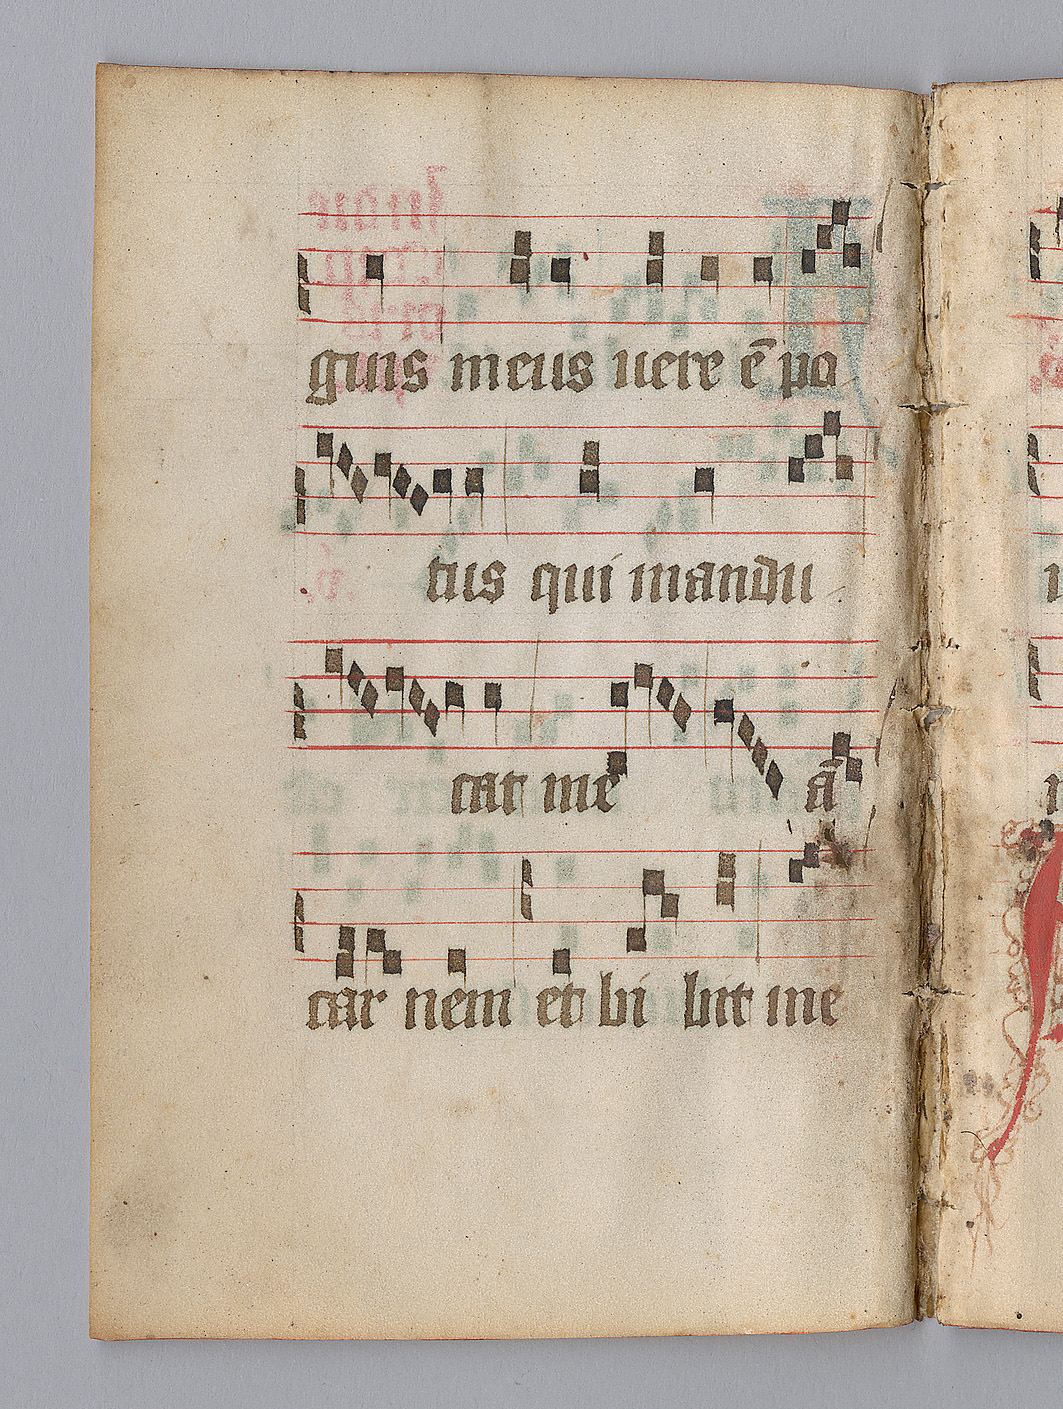 guis meus uere ē po
tus qui mandu
cat me ā
car nem et bi bit me